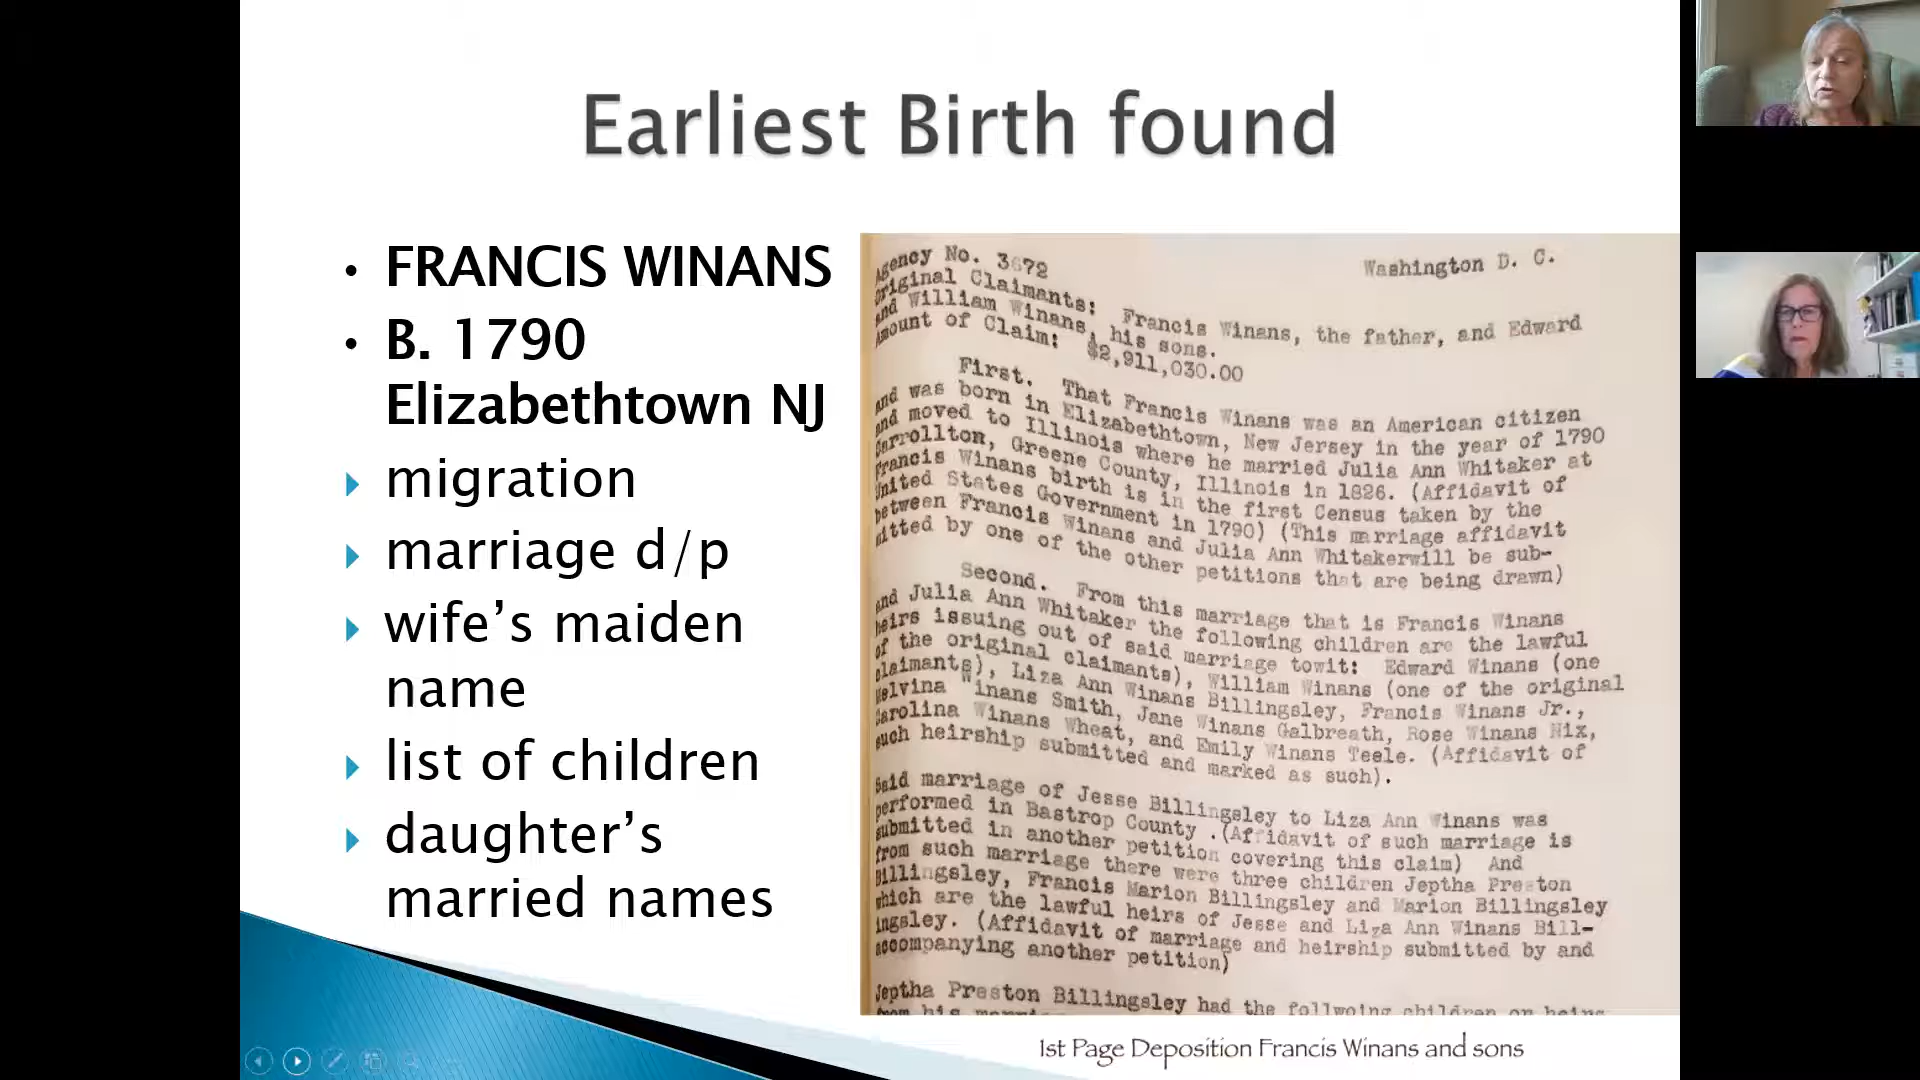 Earliest Birth found
• FRANCIS WINANS
• B. 1790
Elizabethtown NJ
migration
marriage d/p
wife’s maiden
name
list of children
daughter’s
married names
Agency No. 3672 Washington D. C.
Original Claimants: Francis Winans, the father, and Edward
and William Winans, his sons.
Amount of Claim: $2,911,030.00
First. That Francis Winans was an American citizen
and was born in Elizabethtown, New Jersey in the year of 1790
and moved to Illinois where he married Julia Ann Whitaker at
Carrollton, Greene County, Illinois in 1826. (Affidavit of
Francis Winans birth is in the first Census taken by the
United States Government in 1790) (This marriage affidavit
between Francis Winans and Julia Ann Whitakerwill be sub-
mitted by one of the other petitions that are being drawn)
Second. From this marriage that is Francis Winans
and Julia Ann Whitaker the following children are the lawful
heirs issuing out of said marriage towit: Edward Winans (one
of the original claimants), William Winans (one of the original
claimants), Liza Ann Winans Billingsley, Francis Winans Jr.,
Melvina Winans Smith, Jane Winans Galbreath, Rose Winans Nix,
Carolina Winans Wheat, and Emily Winans Teele. (Affidavit of
such heirship submitted and marked as such).
Said marriage of Jesse Billingsley to Liza Ann Winans was
performed in Bastrop County .(Affidavit of such marriage is
submitted in another petition covering this claim) And
from such marriage there were three children Jeptha Preston
Billingsley, Francis Marion Billingsley and Marion Billingsley
which are the lawful heirs of Jesse and Liza Ann Winans Bill-
ingsley. (Affidavit of marriage and heirship submitted by and
accompanying another petition)
Jeptha Preston Billingsley had the follwoing children
1st Page Deposition Francis Winans and sons